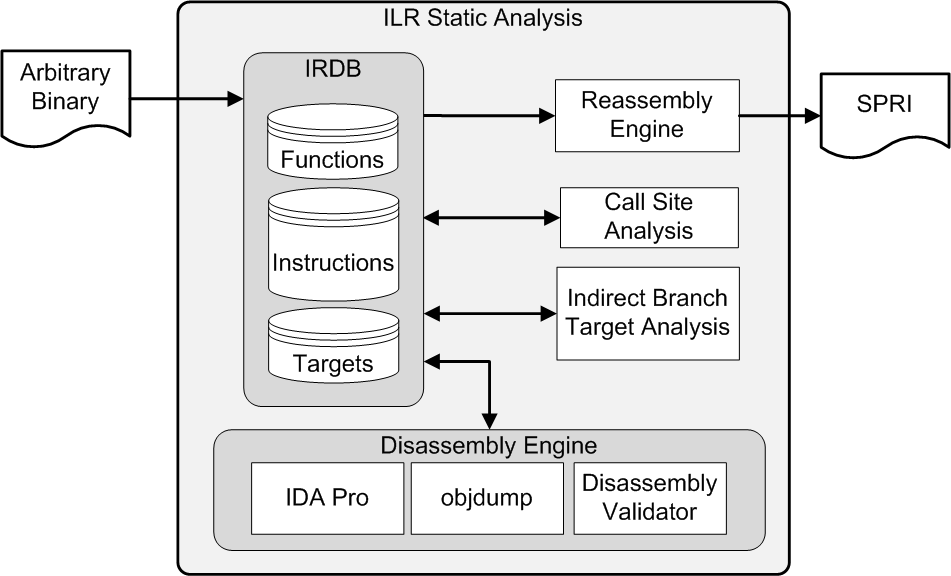 ILR Static Analysis
Arbitrary
Binary
IRDB
Functions
Instructions
Targets
Reassembly
Engine
SPRI
Call Site
Analysis
Indirect Branch
Target Analysis
Disassembly Engine
IDA Pro
objdump
Disassembly
Validator